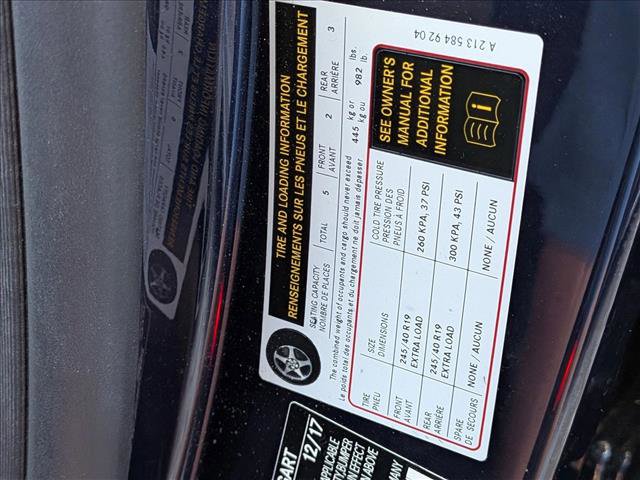 TIRE AND LOADING INFORMATION
RENSEIGNEMENTS SUR LES PNEUS ET LE CHARGEMENT
SEATING CAPACITY TOTAL 5 FRONT 2 REAR 3
NOMBRE DE PLACES AVANT ARRIÈRE
The combined weight of occupants and cargo should never exceed 445 kg or 982 lbs.
Le poids total des occupants et du chargement ne doit jamais dépasser kg ou lb.
TIRE SIZE COLD TIRE PRESSURE
PNEU DIMENSIONS PRESSION DES PNEUS À FROID
FRONT 245/40 R19 260 KPA, 37 PSI
AVANT EXTRA LOAD
REAR 245/40 R19 300 KPA, 43 PSI
ARRIÈRE EXTRA LOAD
SPARE NONE / AUCUN NONE / AUCUN
DE SECOURS
SEE OWNER'S
MANUAL FOR
ADDITIONAL
INFORMATION
A 213 584 92 04
12/17